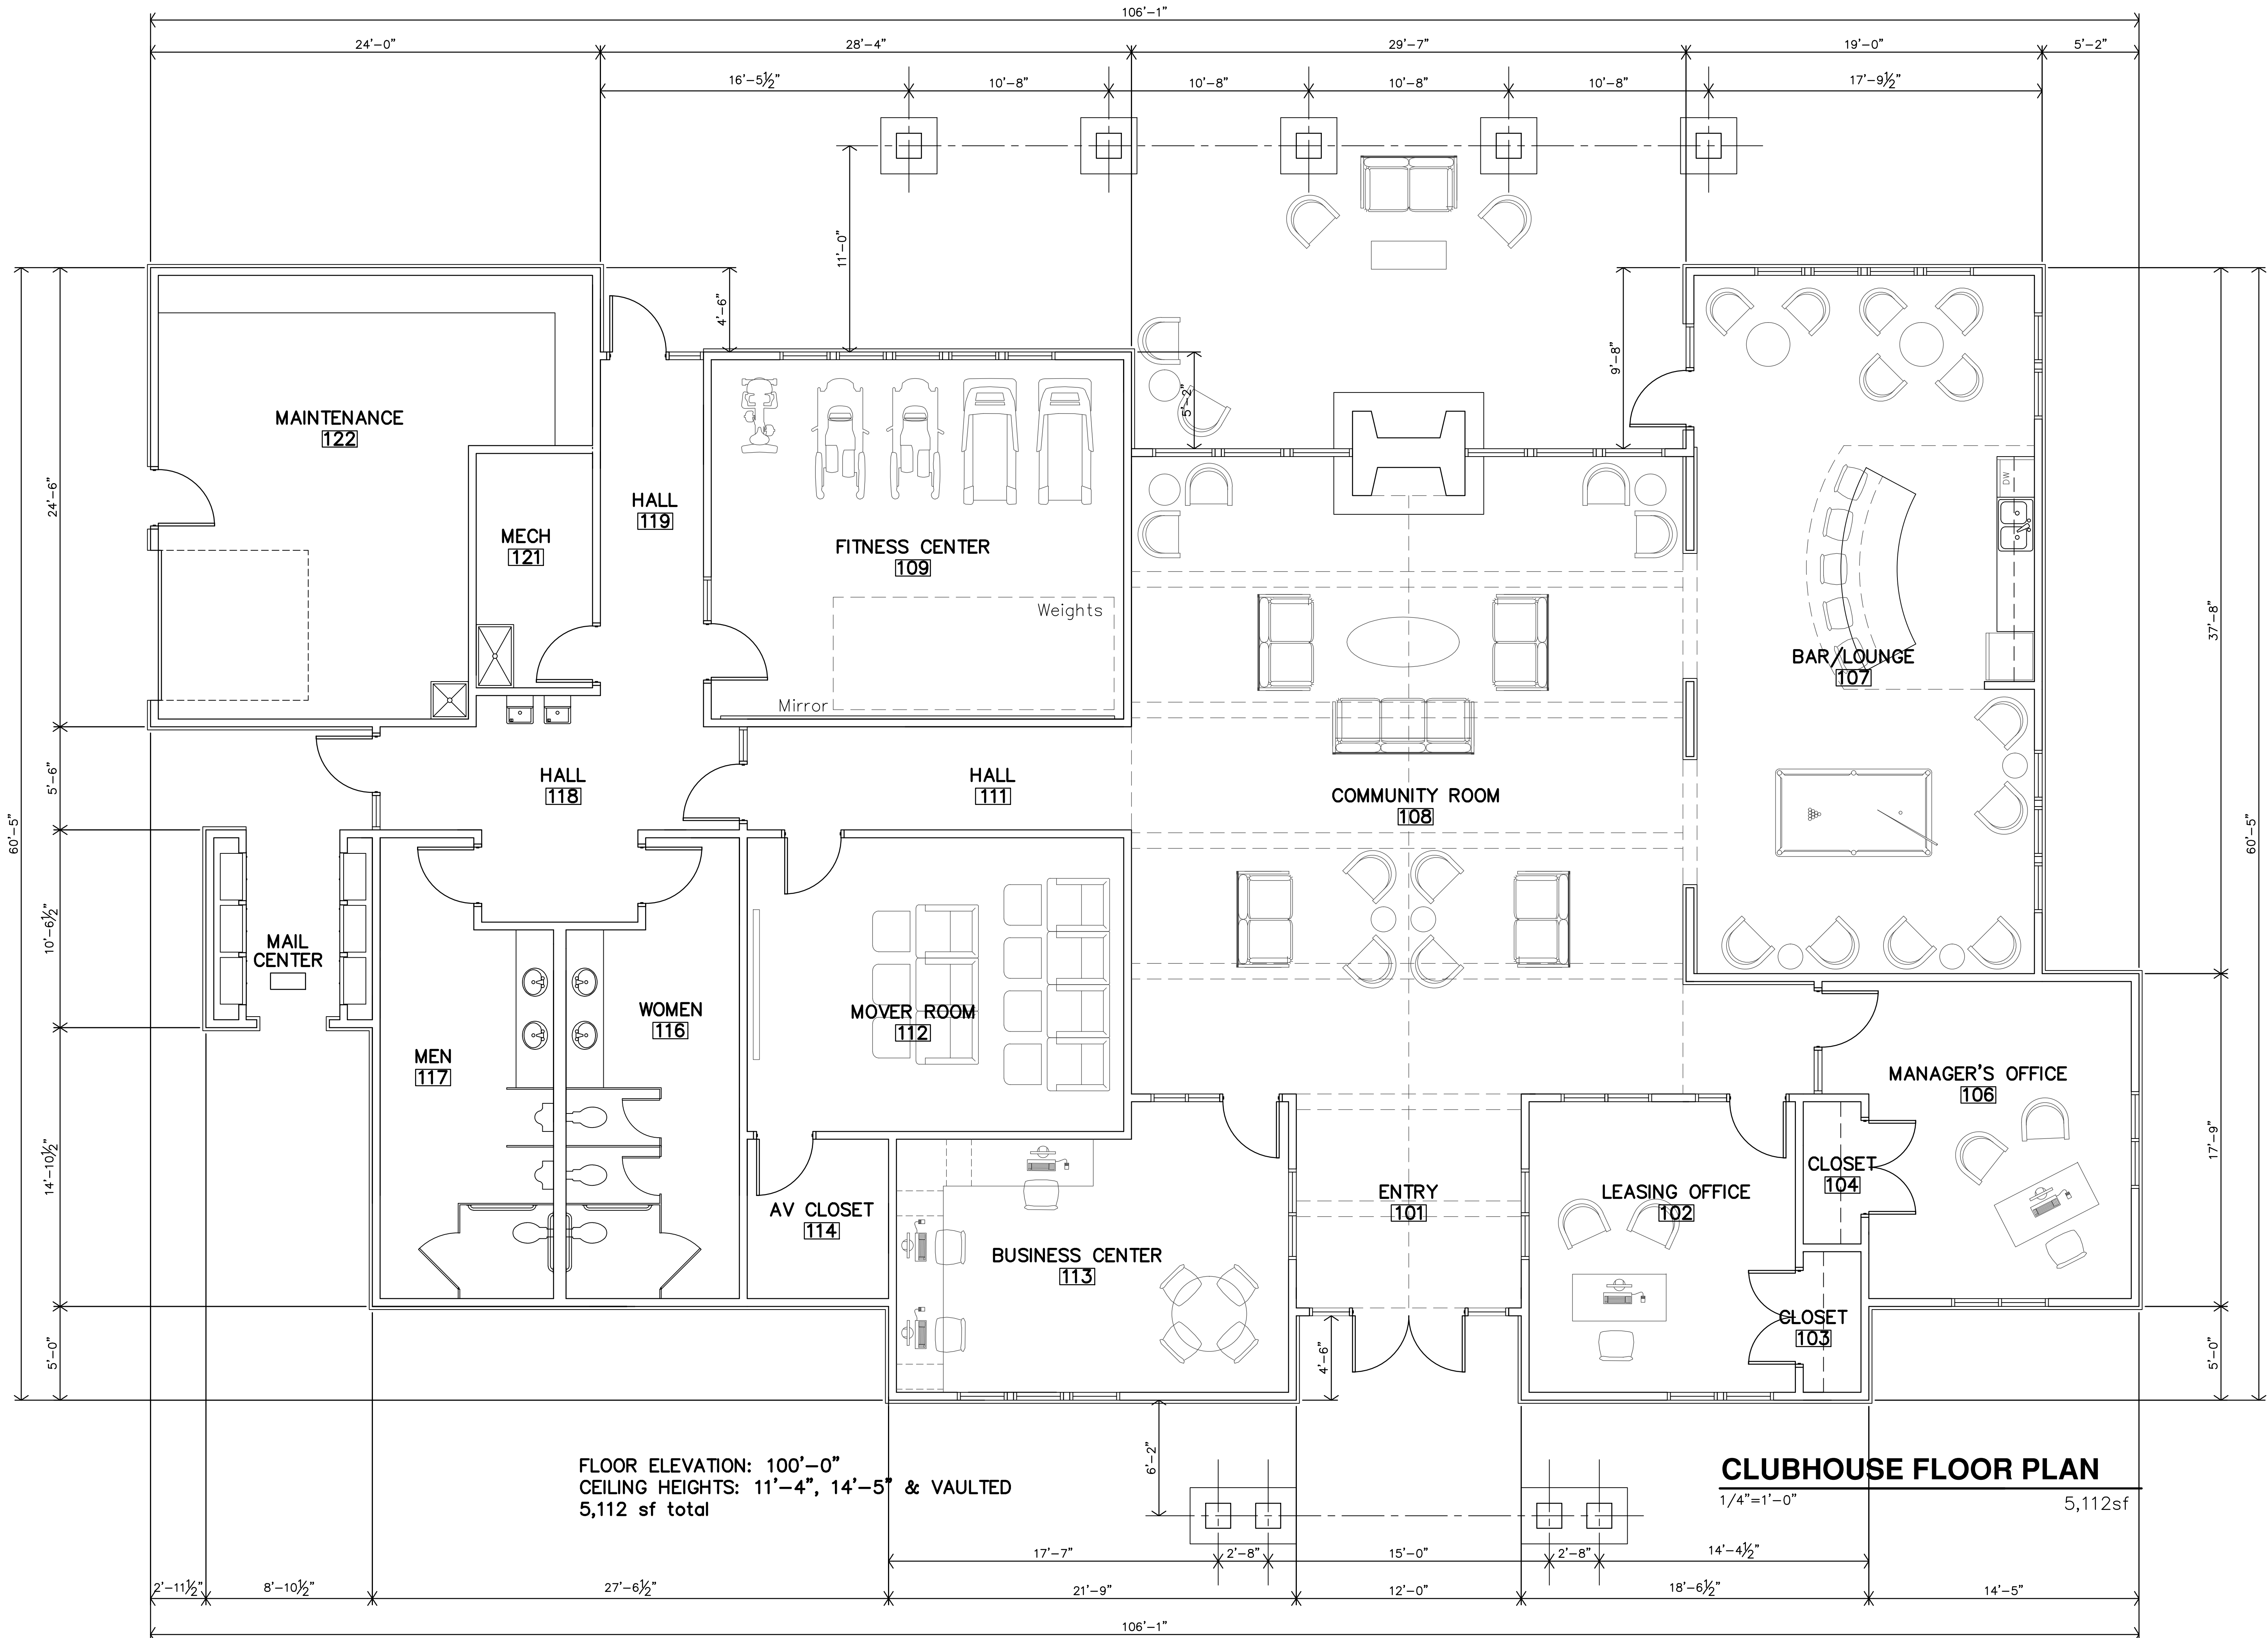 106'-1"
24'-0"
28'-4"
29'-7"
19'-0"
5'-2"
16'-5½"
10'-8"
10'-8"
10'-8"
10'-8"
17'-9½"
11'-0"
4'-6"
9'-8"
5'-2"
MAINTENANCE
122
24'-6"
HALL
119
MECH
121
FITNESS CENTER
109
Weights
Mirror
DW
BAR/LOUNGE
107
37'-8"
HALL
118
HALL
111
COMMUNITY ROOM
108
5'-6"
60'-5"
60'-5"
10'-6½"
MAIL
CENTER
WOMEN
116
MOVER ROOM
112
MEN
117
MANAGER'S OFFICE
106
14'-10½"
17'-9"
CLOSET
104
AV CLOSET
114
ENTRY
101
LEASING OFFICE
102
BUSINESS CENTER
113
CLOSET
103
5'-0"
4'-6"
5'-0"
6'-2"
FLOOR ELEVATION: 100'-0"
CEILING HEIGHTS: 11'-4", 14'-5" & VAULTED
5,112 sf total
CLUBHOUSE FLOOR PLAN
1/4"=1'-0"
5,112sf
17'-7"
2'-8"
15'-0"
2'-8"
14'-4½"
2'-11½"
8'-10½"
27'-6½"
21'-9"
12'-0"
18'-6½"
14'-5"
106'-1"